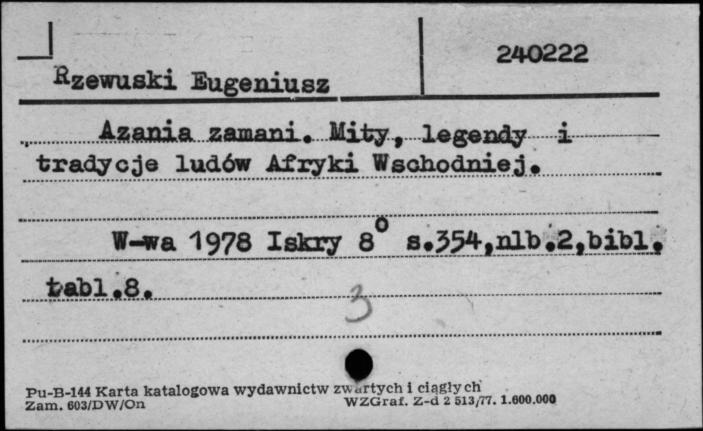 240222
Rzewuski Eugeniusz
Azania zamani. Mity, legendy i
tradycje ludów Afryki Wschodniej.
W-wa 1978 Iskry 8° s.354,nlb.2,bibl.
tabl.8.
3
Pu-B-144 Karta katalogowa wydawnictw zwartych i ciągłych
Zam. 603/DW/On WZGraf. Z-d 2 513/77. 1.600.000